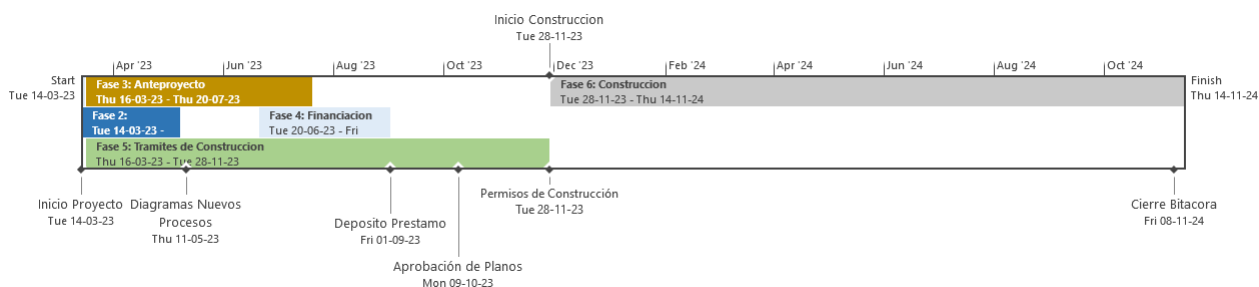 Inicio Construccion
Tue 28-11-23
Apr '23
Jun '23
Aug '23
Oct '23
Dec '23
Feb '24
Apr '24
Jun '24
Aug '24
Oct '24
Start
Tue 14-03-23
Fase 3: Anteproyecto
Thu 16-03-23 - Thu 20-07-23
Fase 6: Construccion
Tue 28-11-23 - Thu 14-11-24
Finish
Thu 14-11-24
Fase 2:
Tue 14-03-23 -
Fase 4: Financiacion
Tue 20-06-23 - Fri
Fase 5: Tramites de Construccion
Thu 16-03-23 - Tue 28-11-23
Inicio Proyecto
Tue 14-03-23
Diagramas Nuevos
Procesos
Thu 11-05-23
Deposito Prestamo
Fri 01-09-23
Aprobación de Planos
Mon 09-10-23
Permisos de Construcción
Tue 28-11-23
Cierre Bitacora
Fri 08-11-24